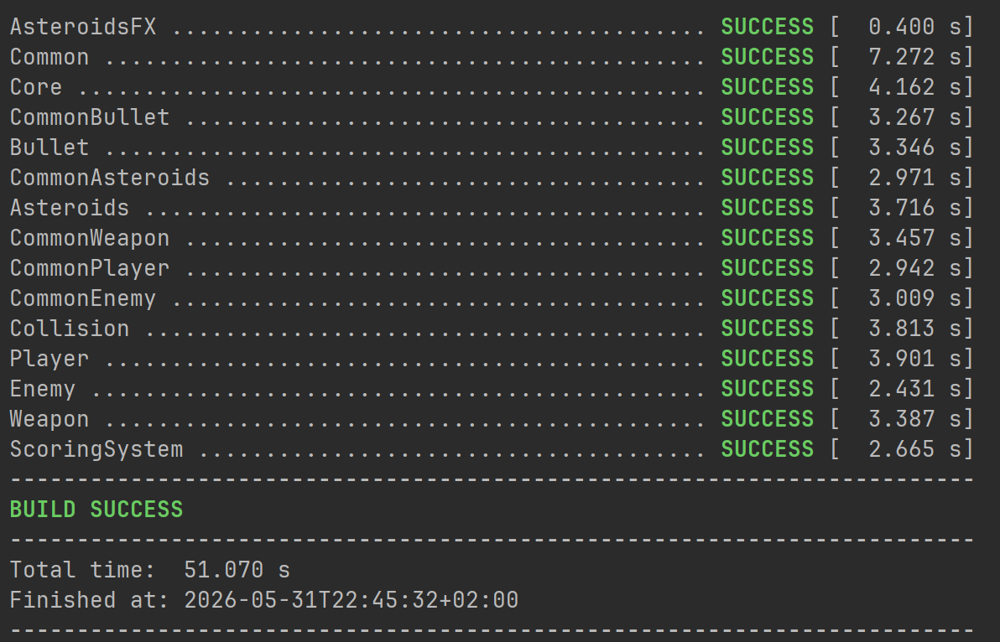 AsteroidsFX ........................................ SUCCESS [  0.400 s]
Common ............................................. SUCCESS [  7.272 s]
Core ............................................... SUCCESS [  4.162 s]
CommonBullet ....................................... SUCCESS [  3.267 s]
Bullet ............................................. SUCCESS [  3.346 s]
CommonAsteroids .................................... SUCCESS [  2.971 s]
Asteroids .......................................... SUCCESS [  3.716 s]
CommonWeapon ....................................... SUCCESS [  3.457 s]
CommonPlayer ....................................... SUCCESS [  2.942 s]
CommonEnemy ........................................ SUCCESS [  3.009 s]
Collision .......................................... SUCCESS [  3.813 s]
Player ............................................. SUCCESS [  3.901 s]
Enemy .............................................. SUCCESS [  2.431 s]
Weapon ............................................. SUCCESS [  3.387 s]
ScoringSystem ...................................... SUCCESS [  2.665 s]
------------------------------------------------------------------------
BUILD SUCCESS
------------------------------------------------------------------------
Total time:  51.070 s
Finished at: 2026-05-31T22:45:32+02:00
------------------------------------------------------------------------